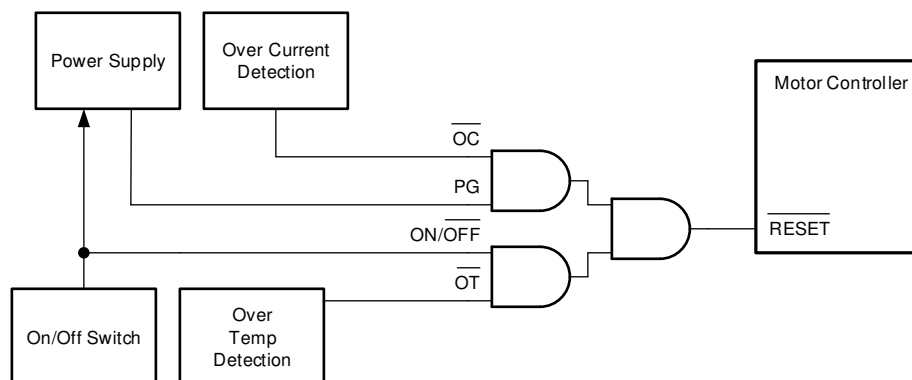 Power Supply
Over Current
Detection
Motor Controller
OC
PG
ON/OFF
OT
RESET
On/Off Switch
Over
Temp
Detection